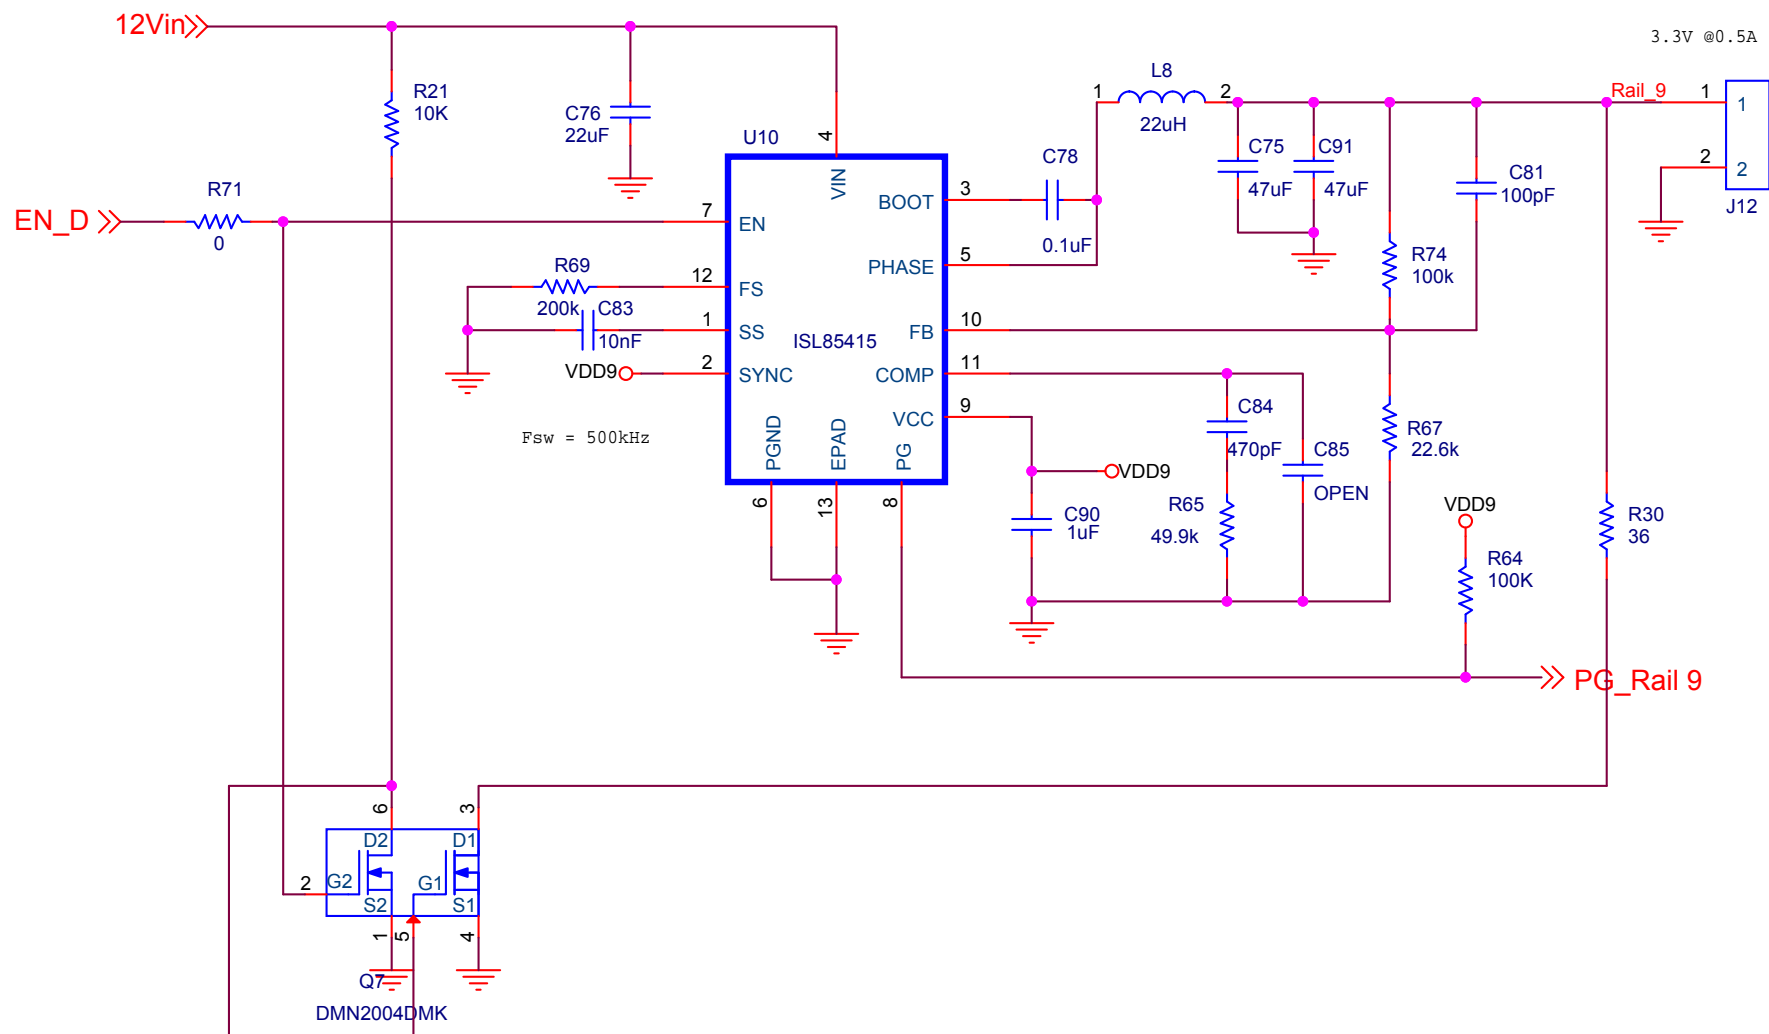 12Vin
3.3V @0.5A
R21
10K
C76
22uF
U10
4
VIN
1
L8
2
22uH
Rail_9
1
1
2
2
J12
C75
47uF
C91
47uF
C81
100pF
C78
0.1uF
3
BOOT
5
PHASE
R71
0
EN_D
7
EN
R69
200k
12
FS
C83
10nF
1
SS
VDD9
2
SYNC
ISL85415
10
FB
11
COMP
9
VCC
R74
100k
Fsw = 500kHz
PGND
EPAD
PG
6
13
8
VDD9
C90
1uF
C84
470pF
R65
49.9k
C85
OPEN
R67
22.6k
VDD9
R64
100K
R30
36
PG_Rail 9
6
3
D2
D1
2
G2
G1
S2
S1
1
5
4
Q7
DMN2004DMK